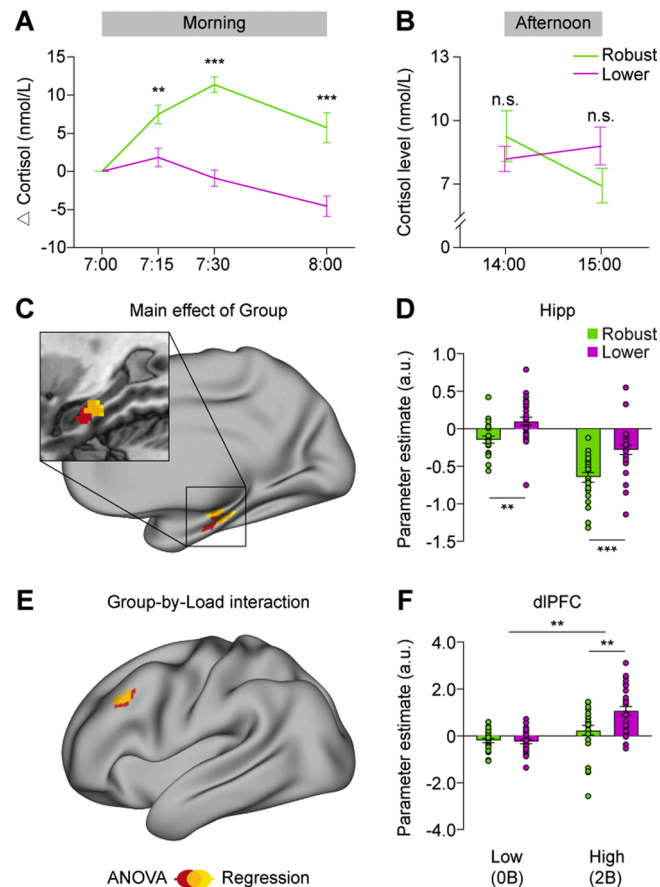 A
Morning
△ Cortisol (nmol/L)
15
10
5
0
-5
-10
**
***
***
7:00
7:15
7:30
8:00
B
Afternoon
Robust
Lower
Cortisol level (nmol/L)
13
7
0
n.s.
n.s.
14:00
15:00
C
Main effect of Group
D
Hipp
Robust
Lower
Parameter estimate (a.u.)
1.0
0.5
0
-0.5
-1.0
-1.5
**
***
E
Group-by-Load interaction
ANOVA
Regression
F
dlPFC
Parameter estimate (a.u.)
4.0
2.0
0
-2.0
-4.0
**
**
Low
(0B)
High
(2B)